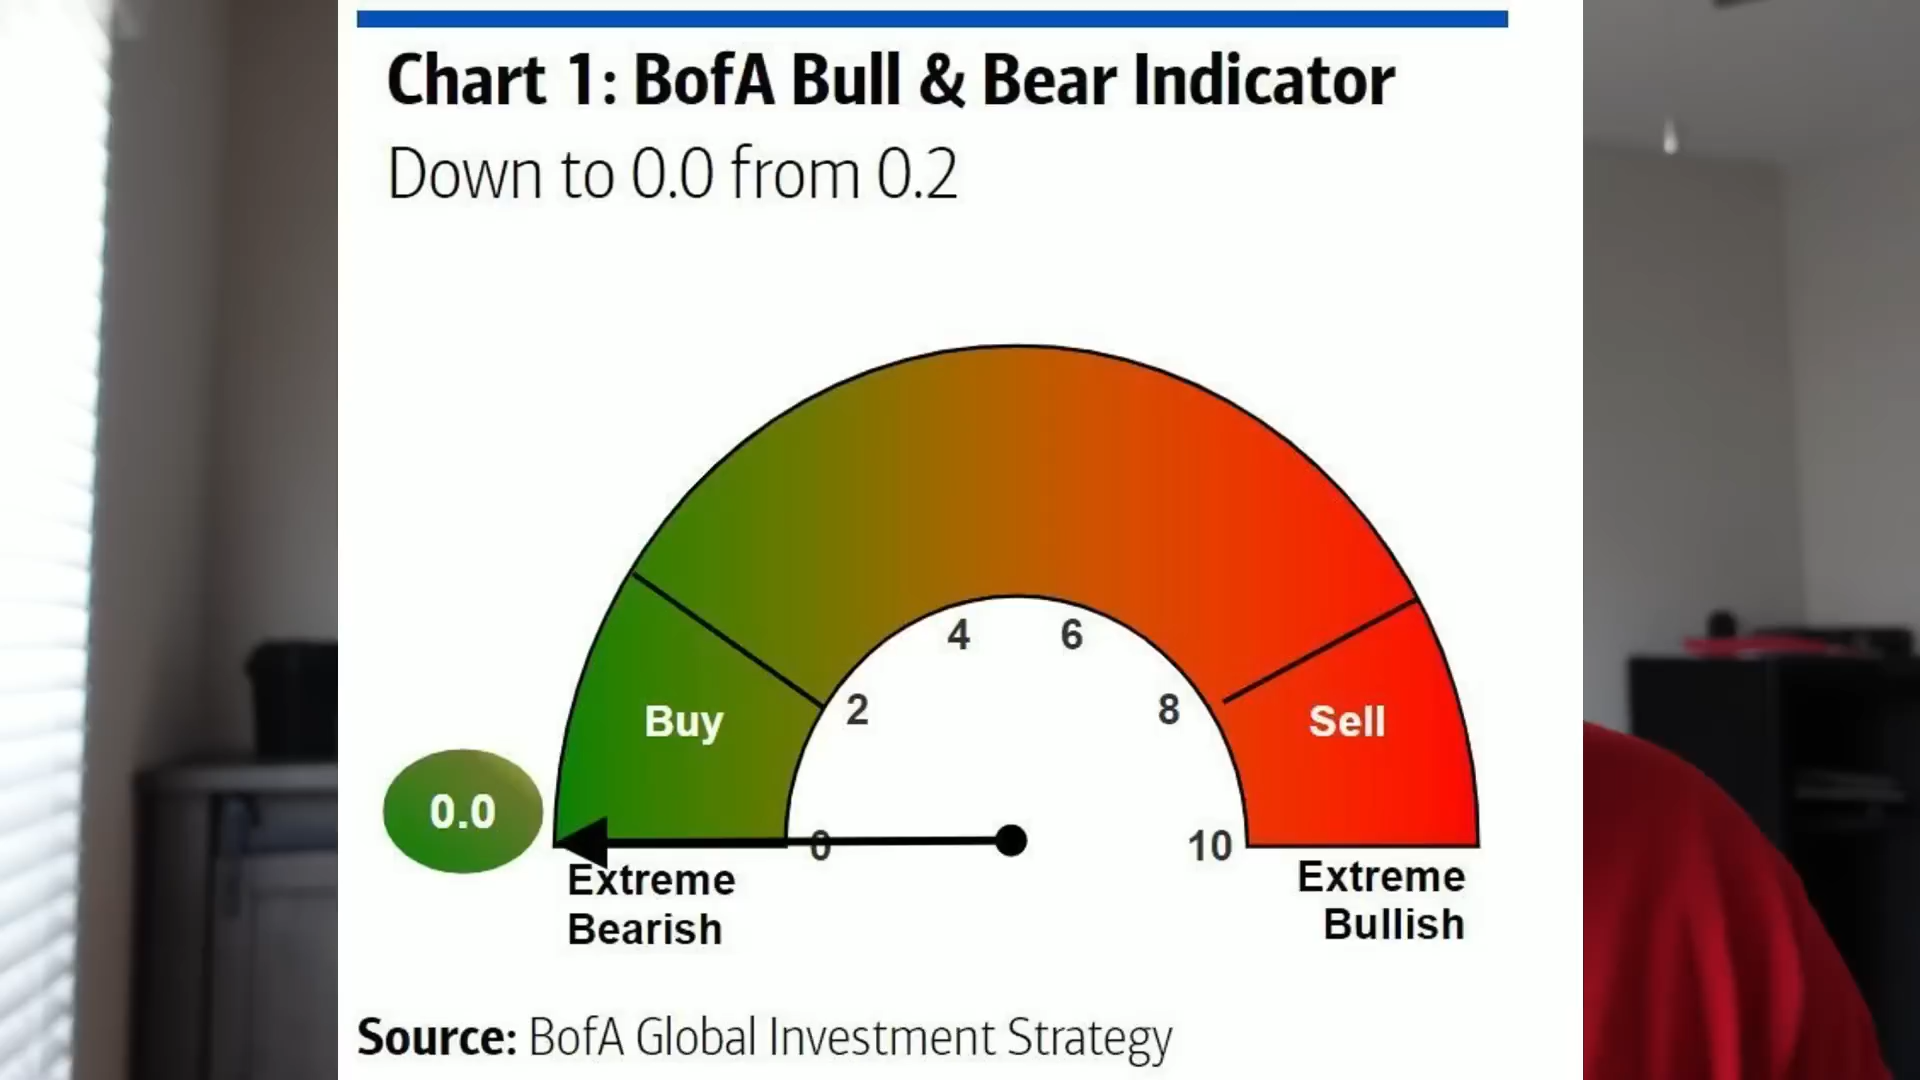 Chart 1: BofA Bull & Bear Indicator
Down to 0.0 from 0.2
4
6
2
8
Buy
Sell
0.0
0
10
Extreme
Bearish
Extreme
Bullish
Source: BofA Global Investment Strategy